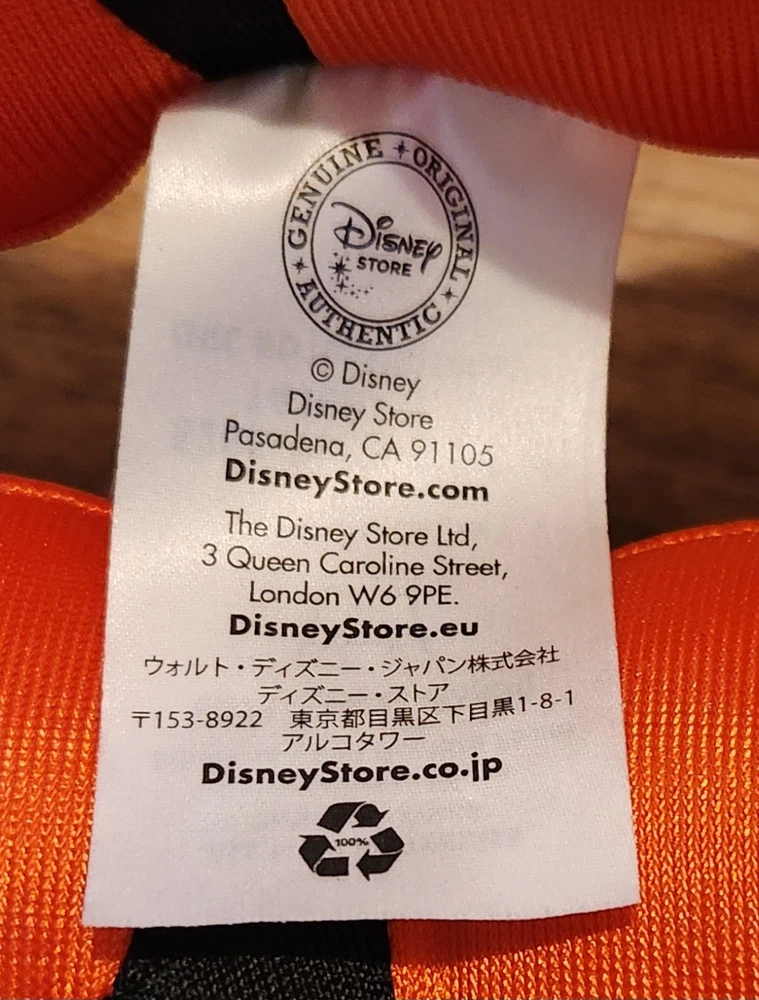 GENUINE ORIGINAL AUTHENTIC
Disney
STORE
© Disney
Disney Store
Pasadena, CA 91105
DisneyStore.com
The Disney Store Ltd,
3 Queen Caroline Street,
London W6 9PE.
DisneyStore.eu
ウォルト・ディズニー・ジャパン株式会社
ディズニー・ストア
〒153-8922 東京都目黒区下目黒1-8-1
アルコタワー
DisneyStore.co.jp
100%